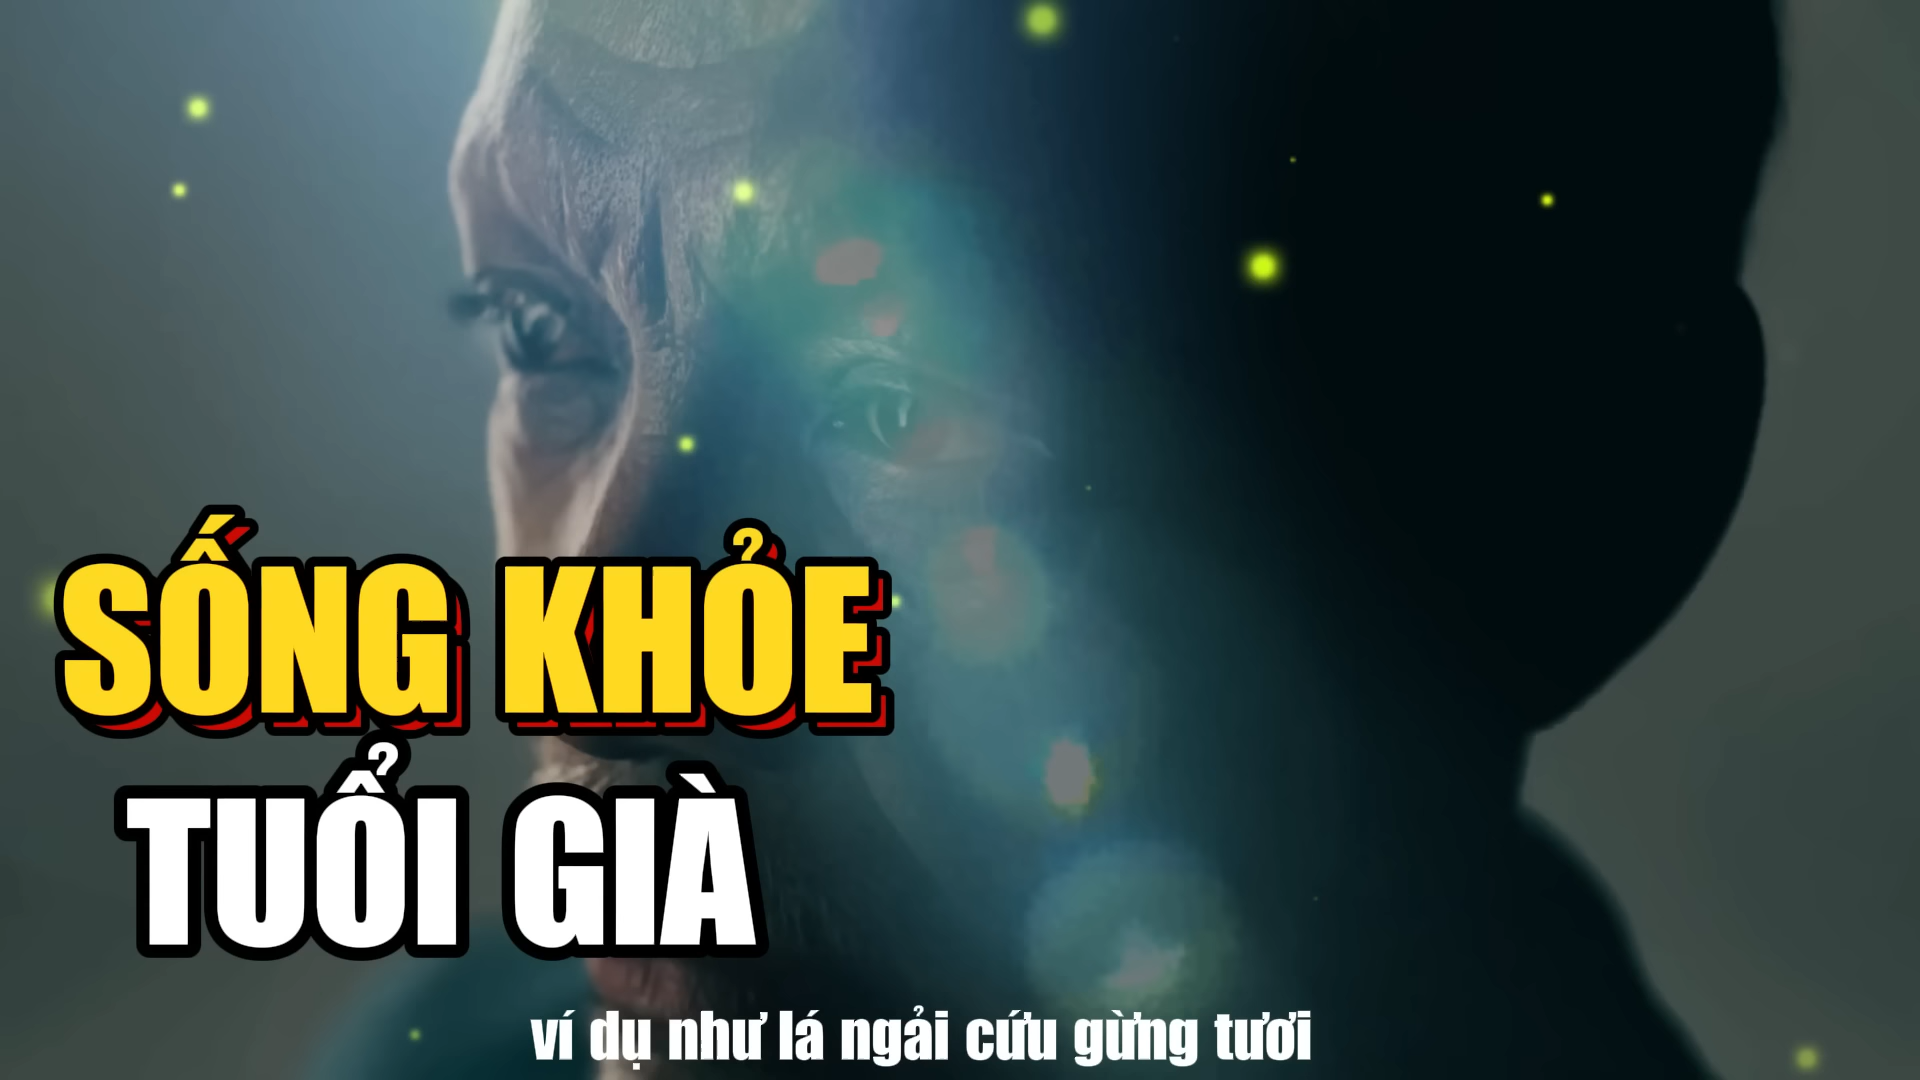 SỐNG KHỎE
TUỔI GIÀ
ví dụ như lá ngải cứu gừng tươi